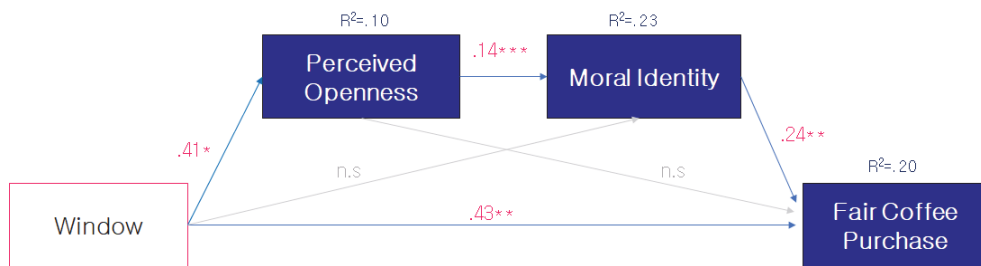 R²=.10
R²=.23
Perceived
Openness
.14***
Moral Identity
.41*
n.s
n.s
.24**
R²=.20
Window
.43**
Fair Coffee
Purchase